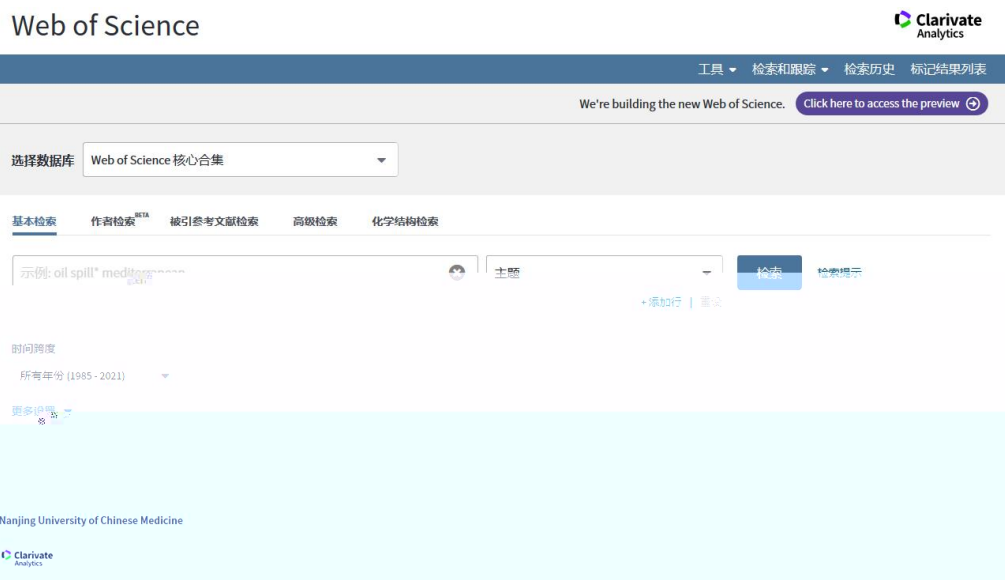 Web of Science
Clarivate
Analytics
工具 检索和跟踪 检索历史 标记结果列表
We're building the new Web of Science. Click here to access the preview
选择数据库 Web of Science 核心合集
基本检索 作者检索BETA 被引参考文献检索 高级检索 化学结构检索
示例: oil spill* mediterranean 主题 检索 检索提示
+添加行 |
时间跨度
所有年份 (1985 - 2021)
更多设置
Nanjing University of Chinese Medicine
Clarivate
Analytics